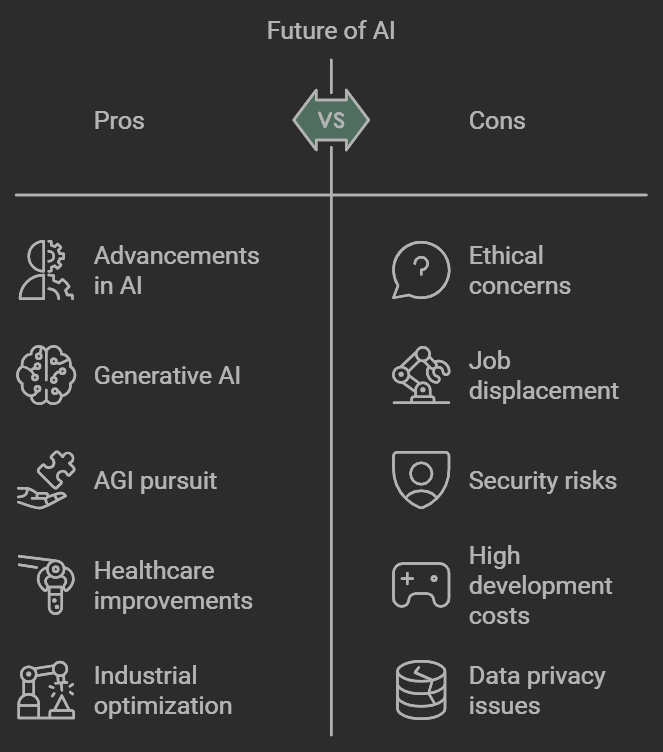 Future of AI
Pros
VS
Cons
Advancements
in AI
Ethical
concerns
Generative AI
Job
displacement
AGI pursuit
Security risks
Healthcare
improvements
High
development
costs
Industrial
optimization
Data privacy
issues